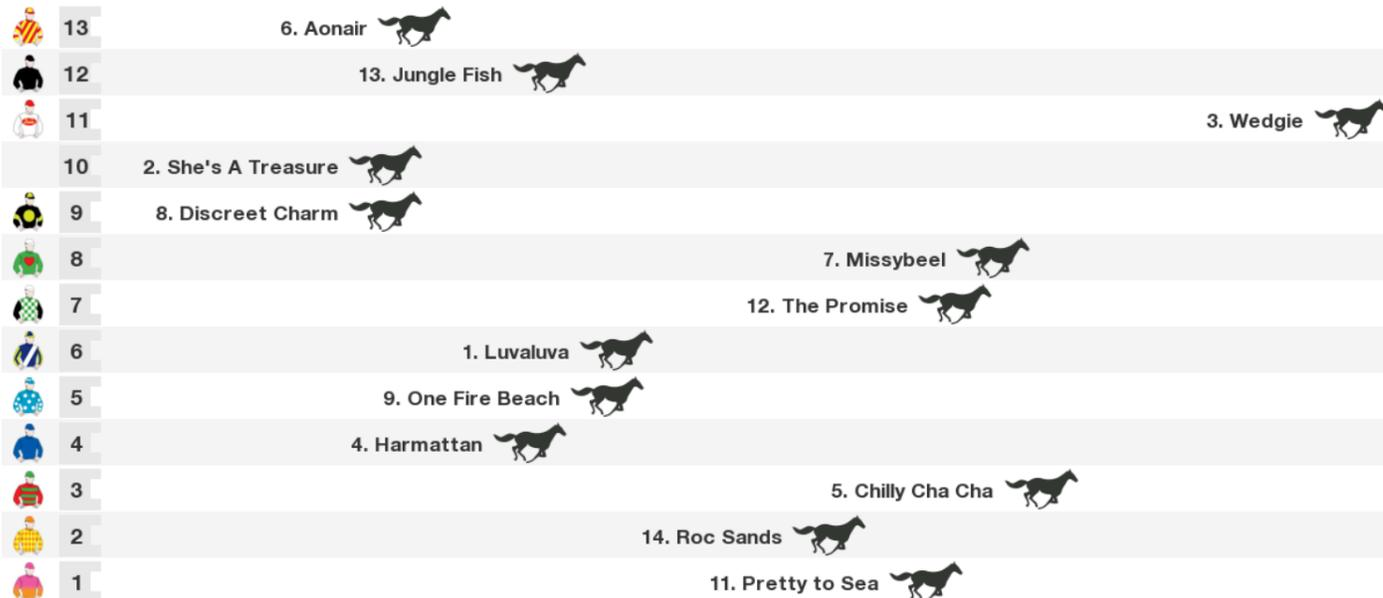 13 6. Aonair
12 13. Jungle Fish
11 3. Wedgie
10 2. She's A Treasure
9 8. Discreet Charm
8 7. Missybeel
7 12. The Promise
6 1. Luvaluva
5 9. One Fire Beach
4 4. Harmattan
3 5. Chilly Cha Cha
2 14. Roc Sands
1 11. Pretty to Sea